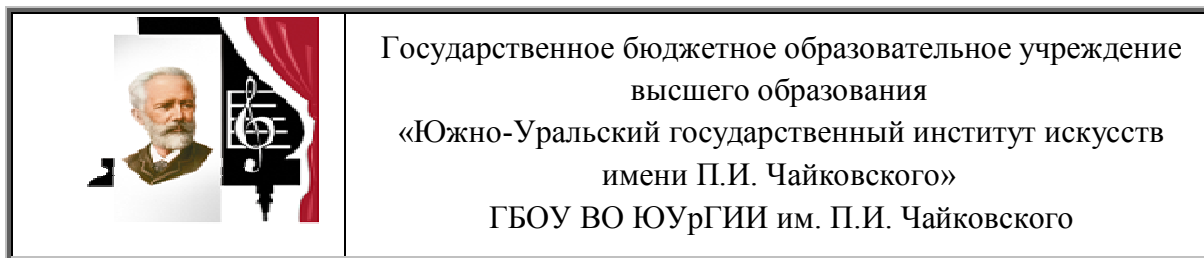 Государственное бюджетное образовательное учреждение
высшего образования
«Южно-Уральский государственный институт искусств
имени П.И. Чайковского»
ГБОУ ВО ЮУрГИИ им. П.И. Чайковского